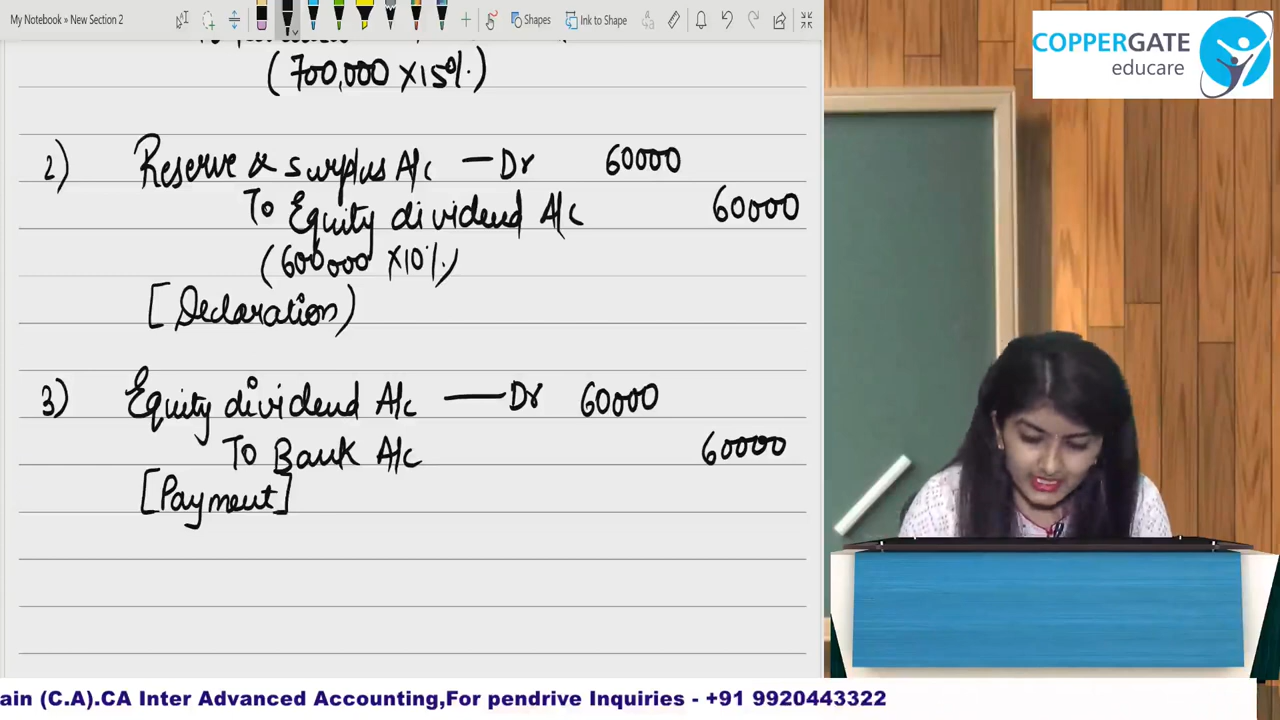 My Notebook » New Section 2
Shapes
Ink to Shape
COPPERGATE
educare
(700,000 X 15%.)
2) Reserve & surplus A/c — Dr 60000
To Equity dividend A/c 60000
(600000 X10%.)
[Declaration)
3) Equity dividend A/c — Dr 60000
To Bank A/c 60000
[Payment]
ain (C.A).CA Inter Advanced Accounting,For pendrive Inquiries - +91 9920443322